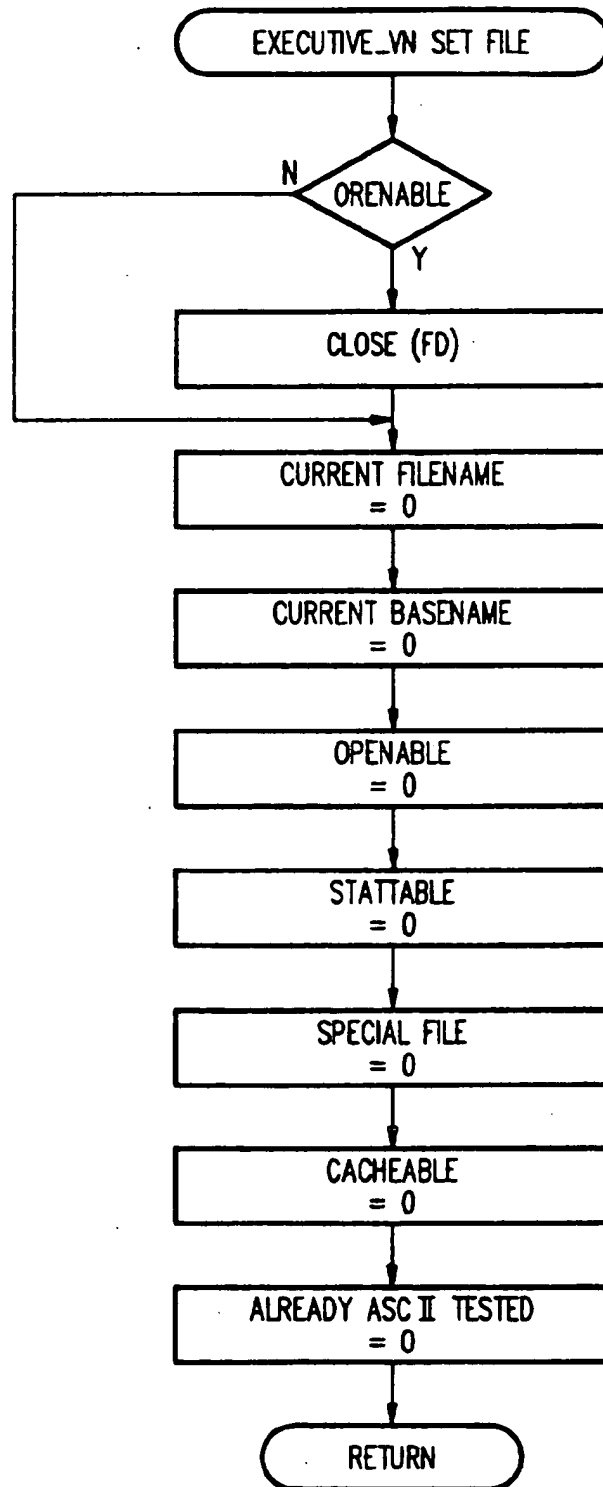 EXECUTIVE_VN SET FILE
ORENABLE
N
Y
CLOSE (FD)
CURRENT FILENAME
= 0
CURRENT BASENAME
= 0
OPENABLE
= 0
STATTABLE
= 0
SPECIAL FILE
= 0
CACHEABLE
= 0
ALREADY ASC II TESTED
= 0
RETURN